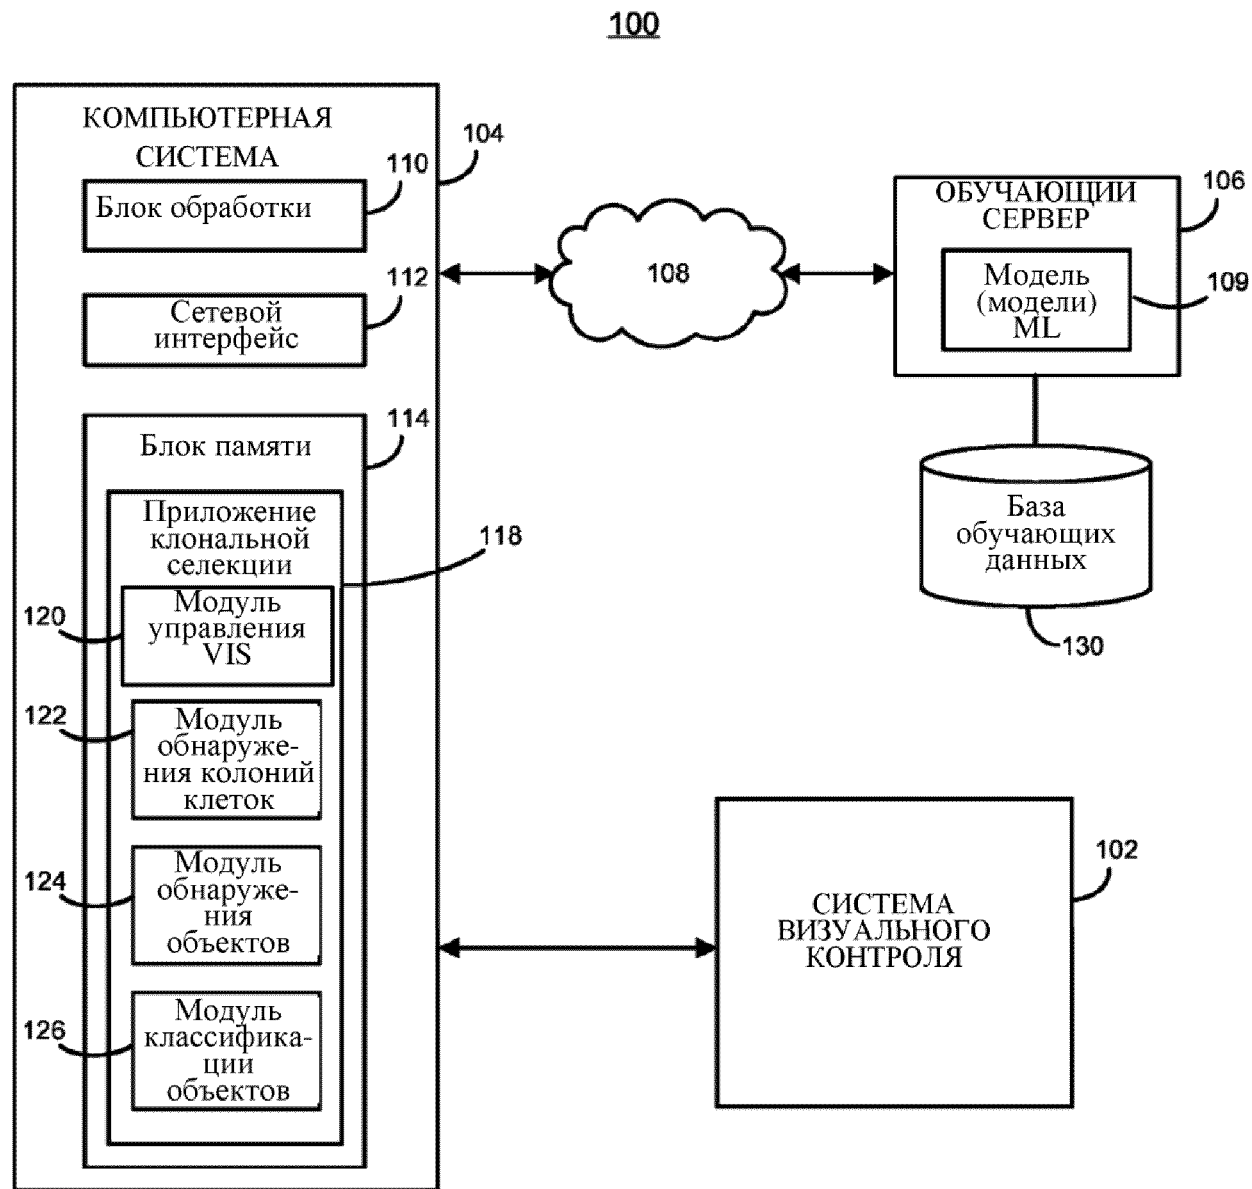 100
КОМПЬЮТЕРНАЯ
СИСТЕМА
104
110
Блок обработки
112
Сетевой
интерфейс
114
Блок памяти
Приложение
клональной
селекции
118
120
Модуль
управления
VIS
122
Модуль
обнаруже-
ния колоний
клеток
124
Модуль
обнаруже-
ния
объектов
126
Модуль
классифика-
ции
объектов
108
ОБУЧАЮЩИЙ
СЕРВЕР
106
Модель
(модели)
ML
109
База
обучающих
данных
130
СИСТЕМА
ВИЗУАЛЬНОГО
КОНТРОЛЯ
102